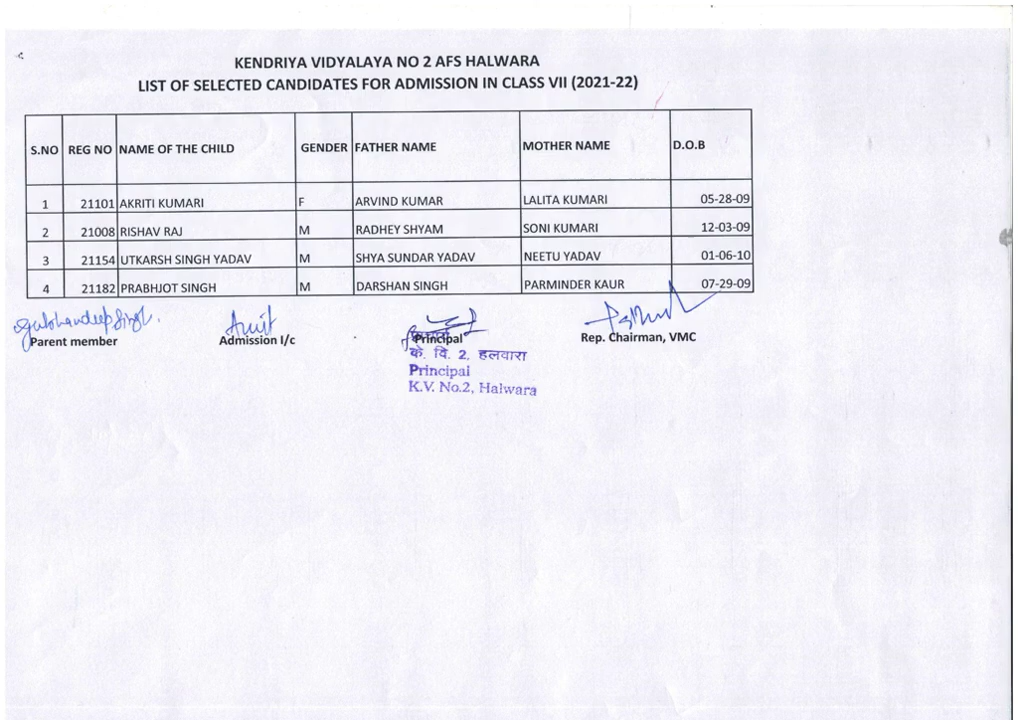 KENDRIYA VIDYALAYA NO 2 AFS HALWARA
LIST OF SELECTED CANDIDATES FOR ADMISSION IN CLASS VII (2021-22)
S.NO REG NO NAME OF THE CHILD GENDER FATHER NAME MOTHER NAME D.O.B
1 21101 AKRITI KUMARI F ARVIND KUMAR LALITA KUMARI 05-28-09
2 21008 RISHAV RAJ M RADHEY SHYAM SONI KUMARI 12-03-09
3 21154 UTKARSH SINGH YADAV M SHYA SUNDAR YADAV NEETU YADAV 01-06-10
4 21182 PRABHJOT SINGH M DARSHAN SINGH PARMINDER KAUR 07-29-09
Amit
Parent member Admission I/c Principal Rep. Chairman, VMC
के. वि. 2, हलवारा
Principal
K.V. No.2, Halwara